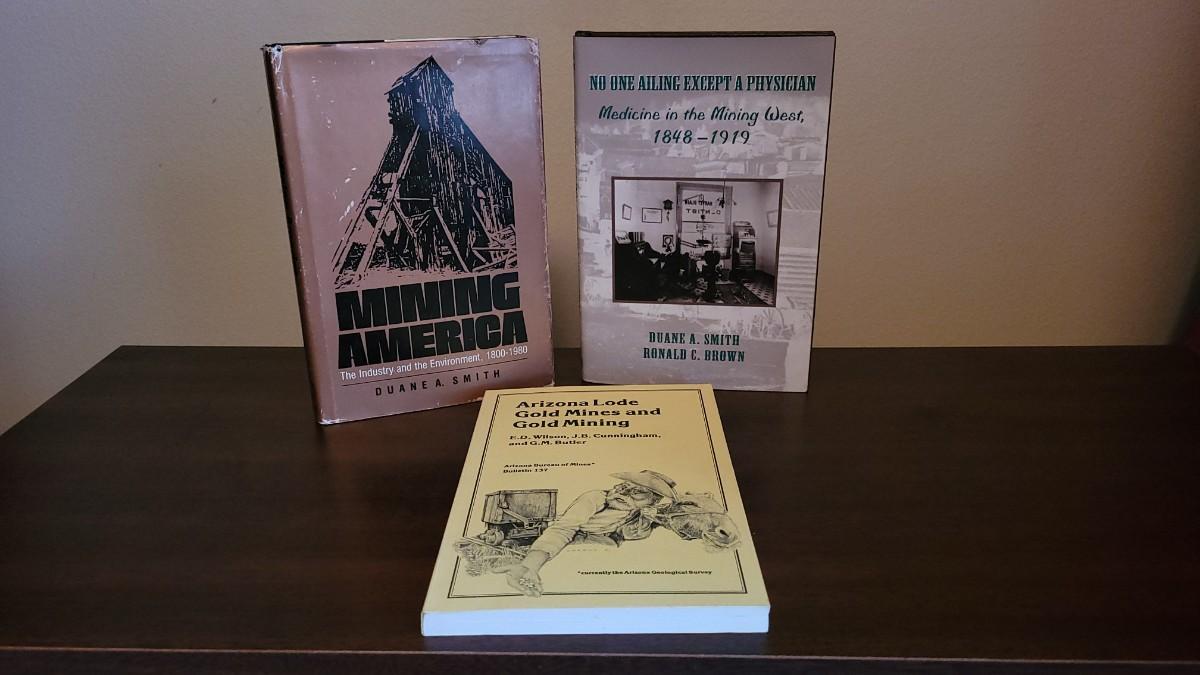 MINING
AMERICA
The Industry and the Environment, 1800-1980
DUANE A. SMITH
NO ONE AILING EXCEPT A PHYSICIAN
Medicine in the Mining West,
1848–1919
DUANE A. SMITH
RONALD C. BROWN
Arizona Lode
Gold Mines and
Gold Mining
E.D. Wilson, J.B. Cunningham,
and G.M. Butler
Arizona Bureau of Mines*
Bulletin 137
*currently the Arizona Geological Survey